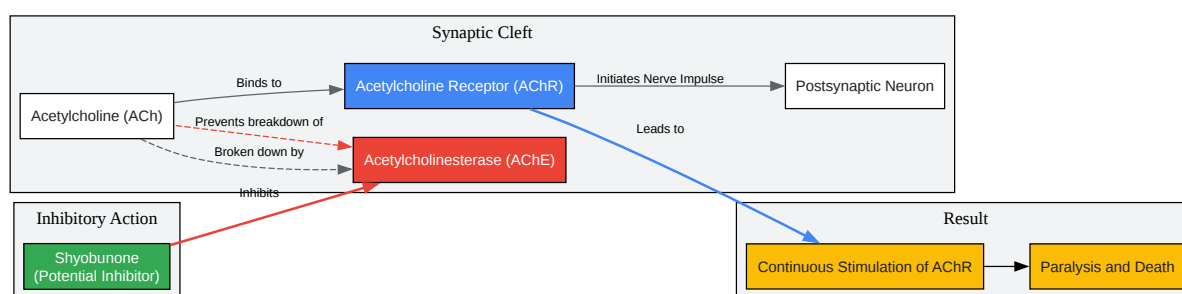 Synaptic Cleft
Binds to
Acetylcholine Receptor (AChR)
Initiates Nerve Impulse
Postsynaptic Neuron
Acetylcholine (ACh)
Prevents breakdown of
Leads to
Broken down by
Acetylcholinesterase (AChE)
Inhibits
Inhibitory Action
Shyobunone
(Potential Inhibitor)
Result
Continuous Stimulation of AChR
Paralysis and Death